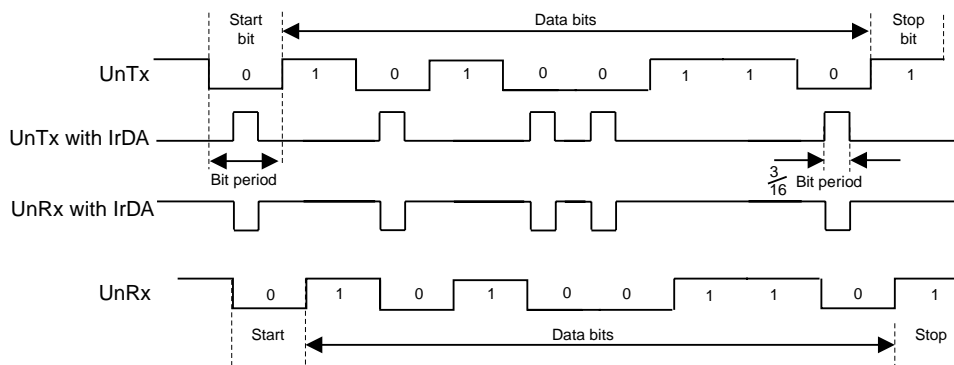 Start
bit
Data bits
Stop
bit
UnTx
0 1 0 1 0 0 1 1 0 1
UnTx with IrDA
Bit period
3/16 Bit period
UnRx with IrDA
UnRx
0 1 0 1 0 0 1 1 0 1
Start
Data bits
Stop